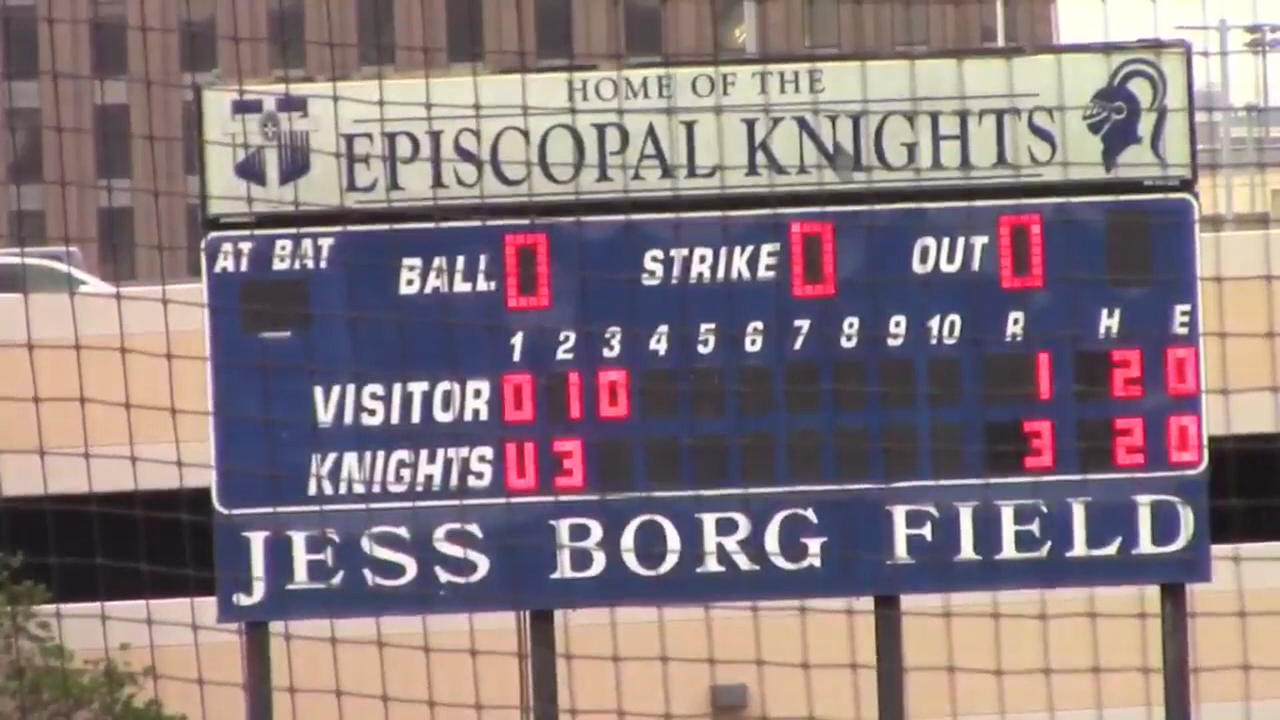 HOME OF THE
EPISCOPAL KNIGHTS
AT BAT BALL 0 STRIKE 0 OUT 0
1 2 3 4 5 6 7 8 9 10 R H E
VISITOR 0 1 0 1 2 0
KNIGHTS 0 3 3 2 0
JESS BORG FIELD